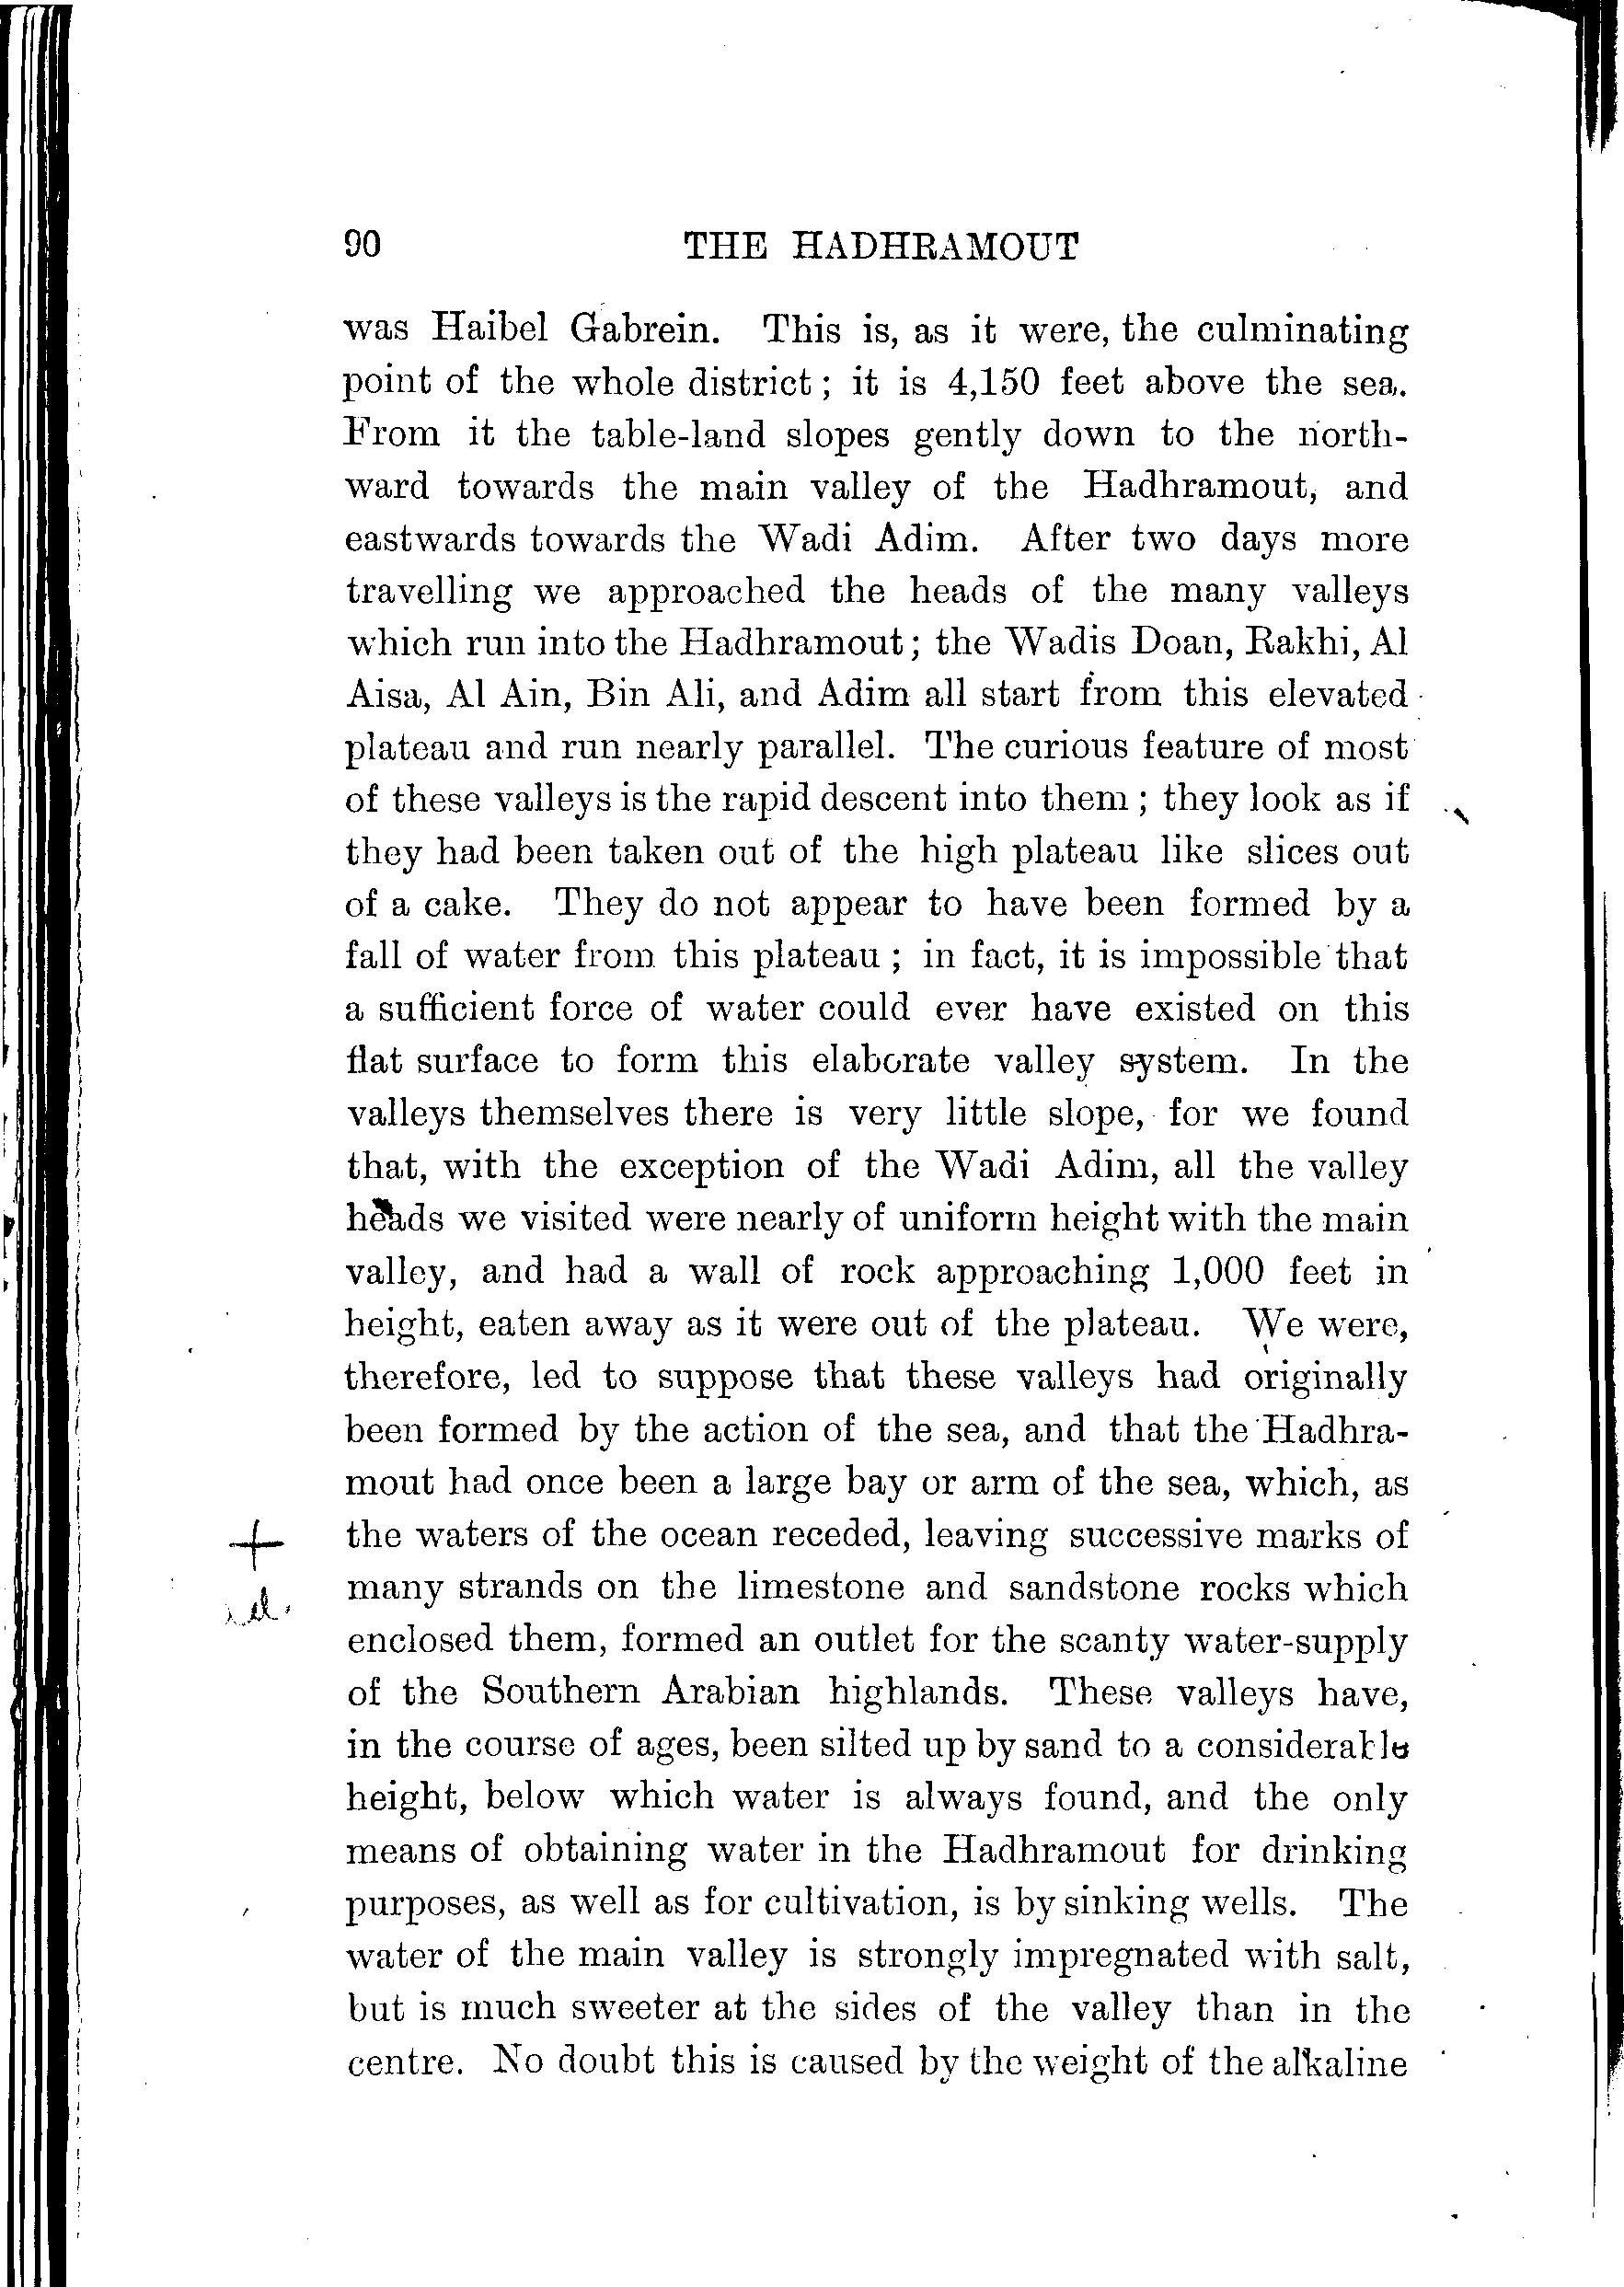 90 THE HADHRAMOUT
was Haibel Gabrein. This is, as it were, the culminating
point of the whole district; it is 4,150 feet above the sea.
From it the table-land slopes gently down to the north-
ward towards the main valley of the Hadhramout, and
eastwards towards the Wadi Adim. After two days more
travelling we approached the heads of the many valleys
which run into the Hadhramout; the Wadis Doan, Rakhi, Al
Aisa, Al Ain, Bin Ali, and Adim all start from this elevated
plateau and run nearly parallel. The curious feature of most
of these valleys is the rapid descent into them; they look as if
they had been taken out of the high plateau like slices out
of a cake. They do not appear to have been formed by a
fall of water from this plateau; in fact, it is impossible that
a sufficient force of water could ever have existed on this
flat surface to form this elaborate valley system. In the
valleys themselves there is very little slope, for we found
that, with the exception of the Wadi Adim, all the valley
heads we visited were nearly of uniform height with the main
valley, and had a wall of rock approaching 1,000 feet in
height, eaten away as it were out of the plateau. We were,
therefore, led to suppose that these valleys had originally
been formed by the action of the sea, and that the Hadhra-
mout had once been a large bay or arm of the sea, which, as
+ the waters of the ocean receded, leaving successive marks of
many strands on the limestone and sandstone rocks which
enclosed them, formed an outlet for the scanty water-supply
of the Southern Arabian highlands. These valleys have,
in the course of ages, been silted up by sand to a considerable
height, below which water is always found, and the only
means of obtaining water in the Hadhramout for drinking
purposes, as well as for cultivation, is by sinking wells. The
water of the main valley is strongly impregnated with salt,
but is much sweeter at the sides of the valley than in the
centre. No doubt this is caused by the weight of the alkaline